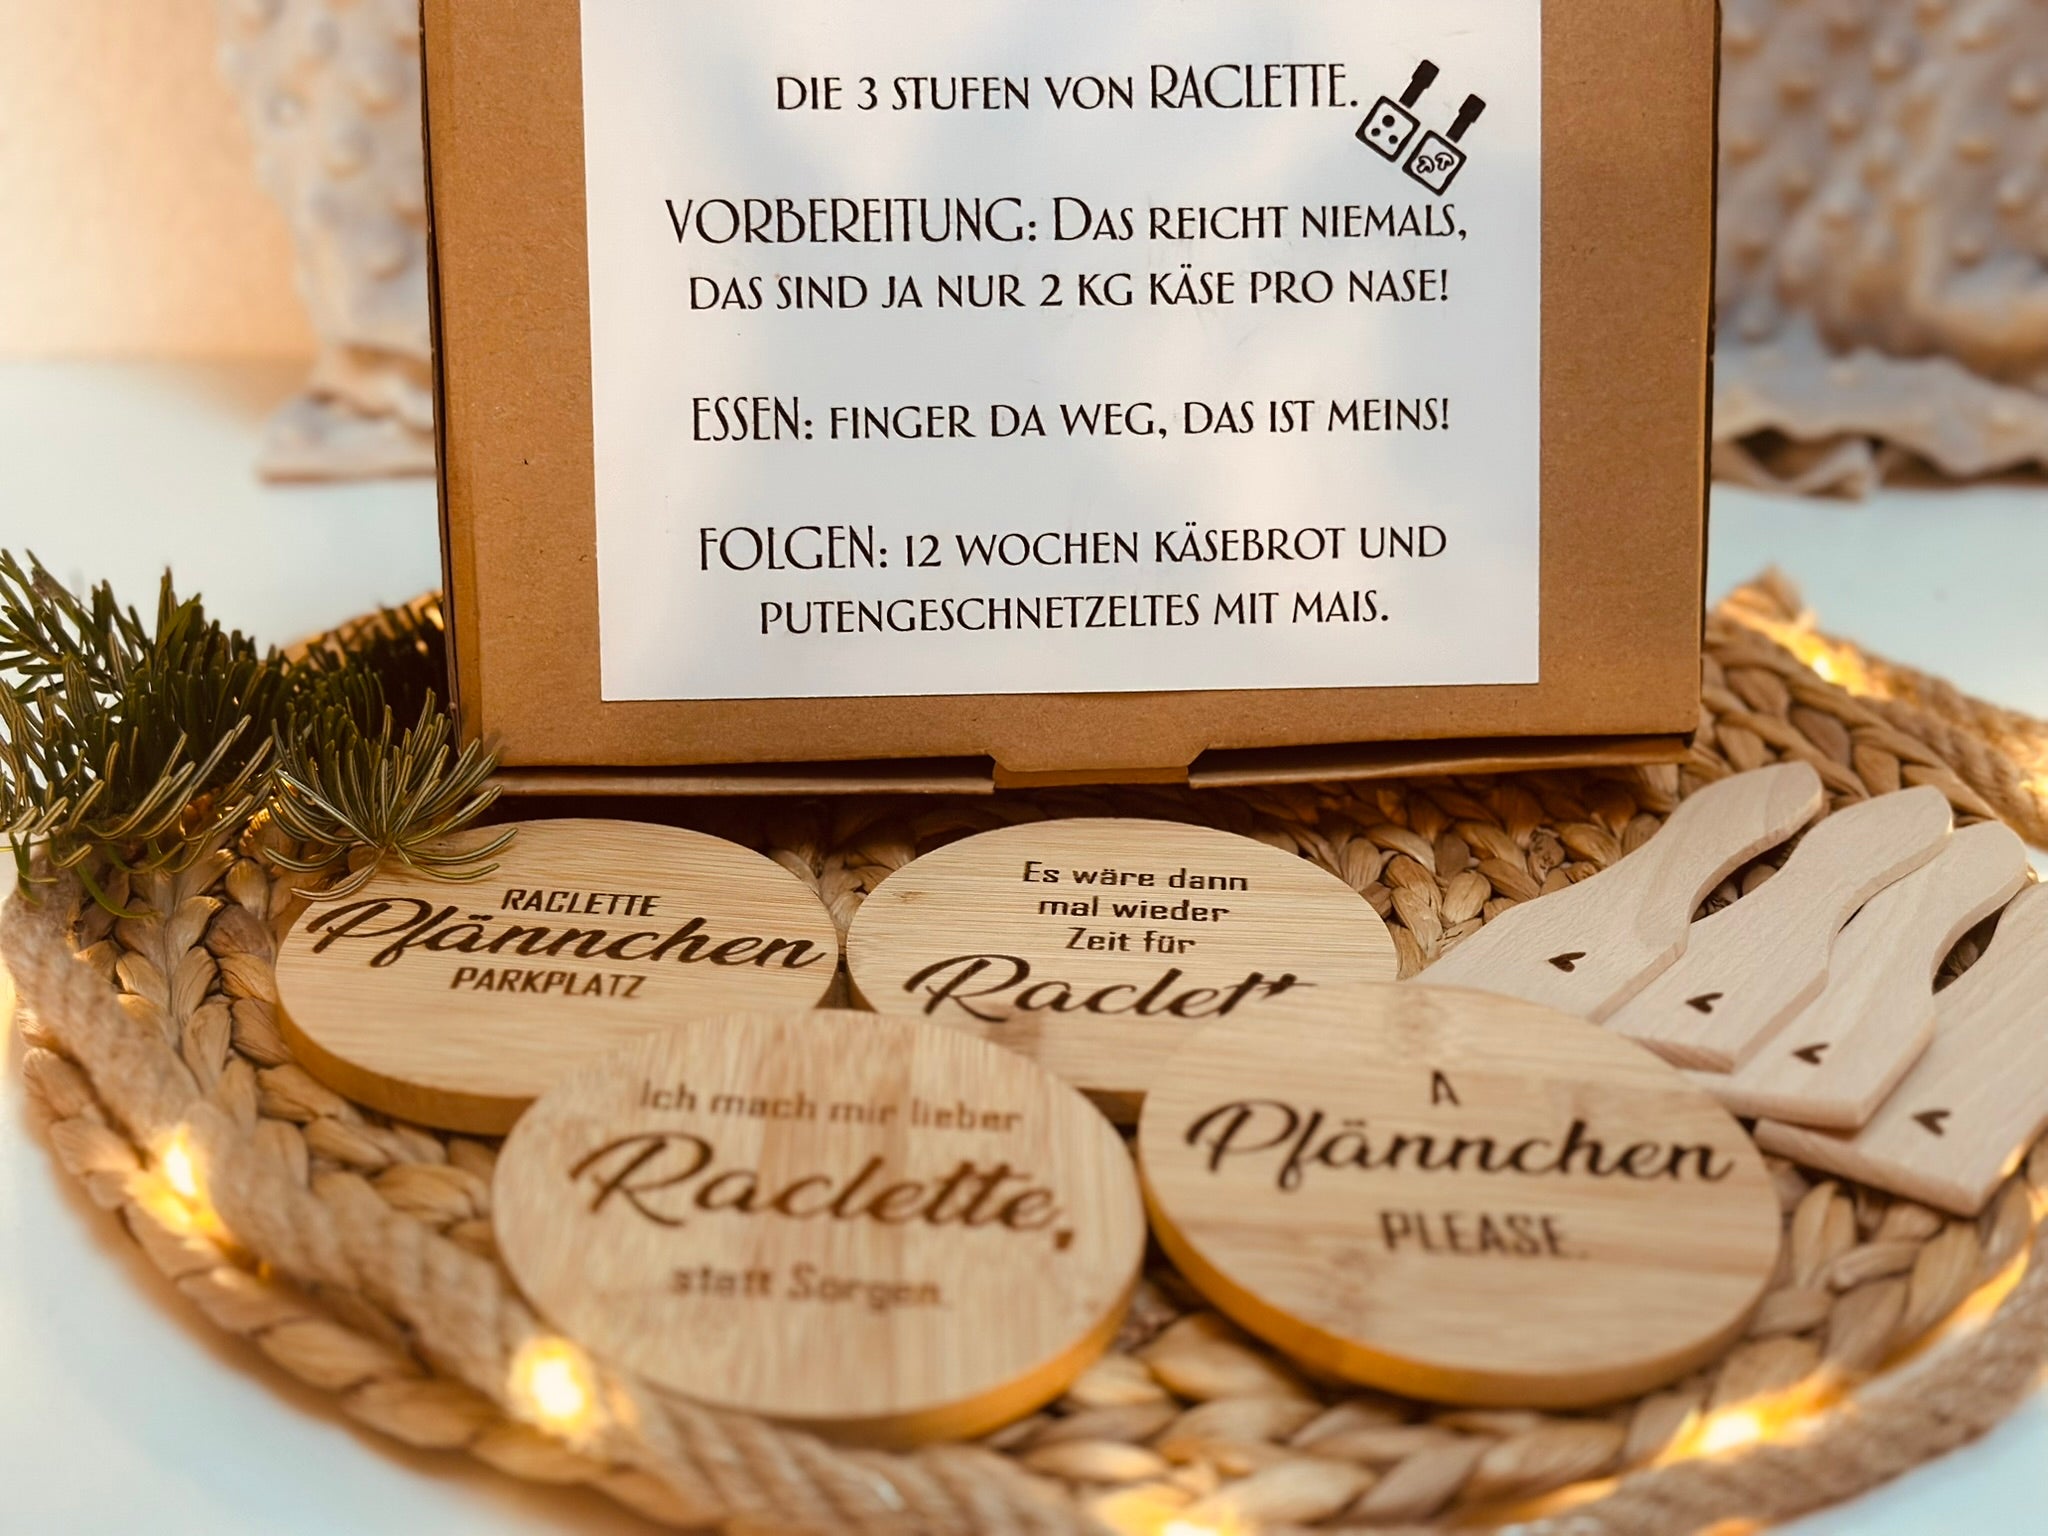 DIE 3 STUFEN VON RACLETTE.
VORBEREITUNG: DAS REICHT NIEMALS,
DAS SIND JA NUR 2 KG KÄSE PRO NASE!
ESSEN: FINGER DA WEG, DAS IST MEINS!
FOLGEN: 12 WOCHEN KÄSEBROT UND
PUTENGESCHNETZELTES MIT MAIS.
RACLETTE
Pfännchen
PARKPLATZ
Es wäre dann
mal wieder
Zeit für
Raclett
Ich mach mir lieber
Raclette,
statt Sorgen.
A
Pfännchen
PLEASE.